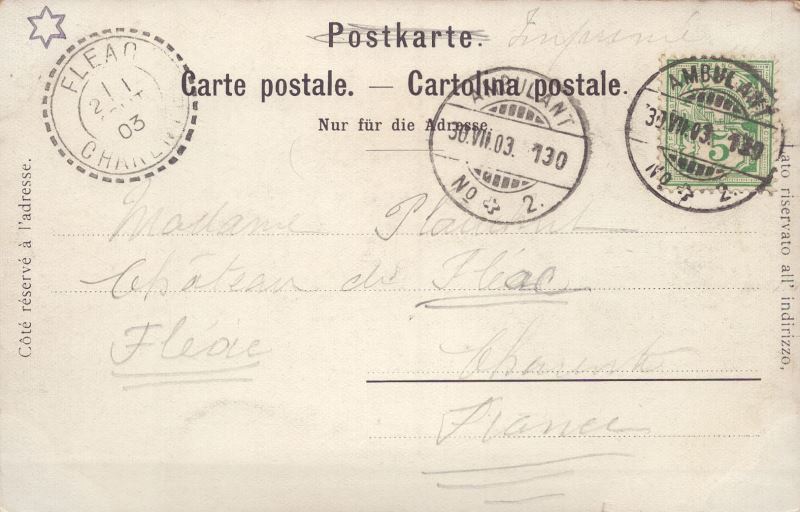 Postkarte. Imprimé
Carte postale. — Cartolina postale.
Nur für die Adresse.
Côté réservé à l'adresse.
Lato riservato all' indirizzo.
FLEAC
03
CHARENTE
AMBULANT
30.VII.03. 130
No 2.
AMBULANT
30.VII.03. 130
No 2.
5
Madame
Château de Fléac
Fléac
Charente
France